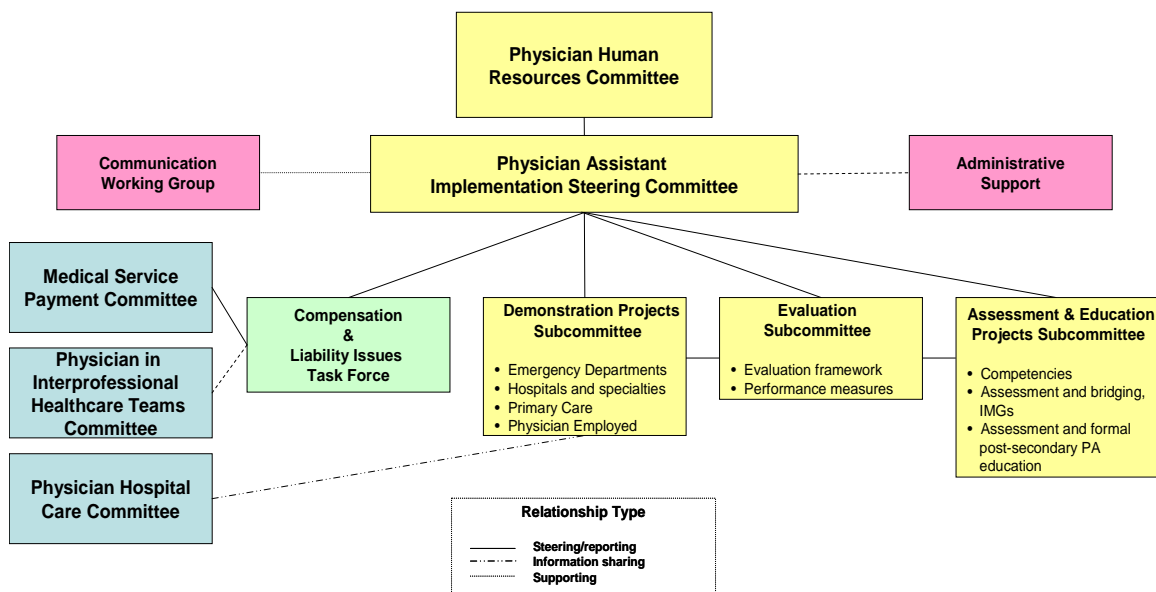 Physician Human
Resources Committee
Communication
Working Group
Physician Assistant
Implementation Steering Committee
Administrative
Support
Medical Service
Payment Committee
Physician in
Interprofessional
Healthcare Teams
Committee
Physician Hospital
Care Committee
Compensation
&
Liability Issues
Task Force
Demonstration Projects
Subcommittee
• Emergency Departments
• Hospitals and specialties
• Primary Care
• Physician Employed
Evaluation
Subcommittee
• Evaluation framework
• Performance measures
Assessment & Education
Projects Subcommittee
• Competencies
• Assessment and bridging,
IMGs
• Assessment and formal
post-secondary PA
education
Relationship Type
Steering/reporting
Information sharing
Supporting